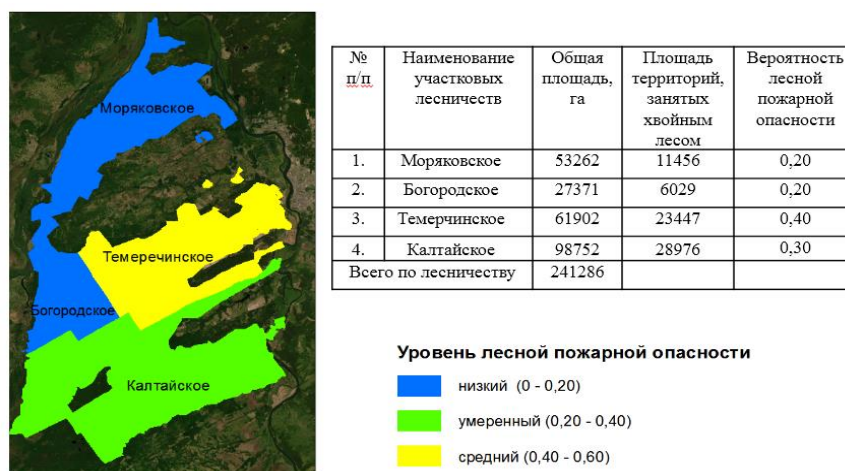 Моряковское
Темеречинское
Богородское
Калтайское
№ п/п
Наименование участковых лесничеств
Общая площадь, га
Площадь территорий, занятых хвойным лесом
Вероятность лесной пожарной опасности
1. Моряковское 53262 11456 0,20
2. Богородское 27371 6029 0,20
3. Темерчинское 61902 23447 0,40
4. Калтайское 98752 28976 0,30
Всего по лесничеству 241286
Уровень лесной пожарной опасности
низкий (0 - 0,20)
умеренный (0,20 - 0,40)
средний (0,40 - 0,60)